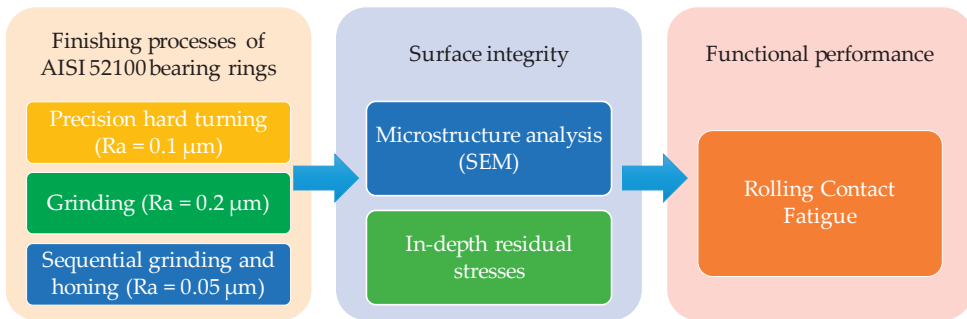 Finishing processes of
AISI 52100 bearing rings
Precision hard turning
(Ra = 0.1 µm)
Grinding (Ra = 0.2 µm)
Sequential grinding and
honing (Ra = 0.05 µm)
Surface integrity
Microstructure analysis
(SEM)
In-depth residual
stresses
Functional performance
Rolling Contact
Fatigue